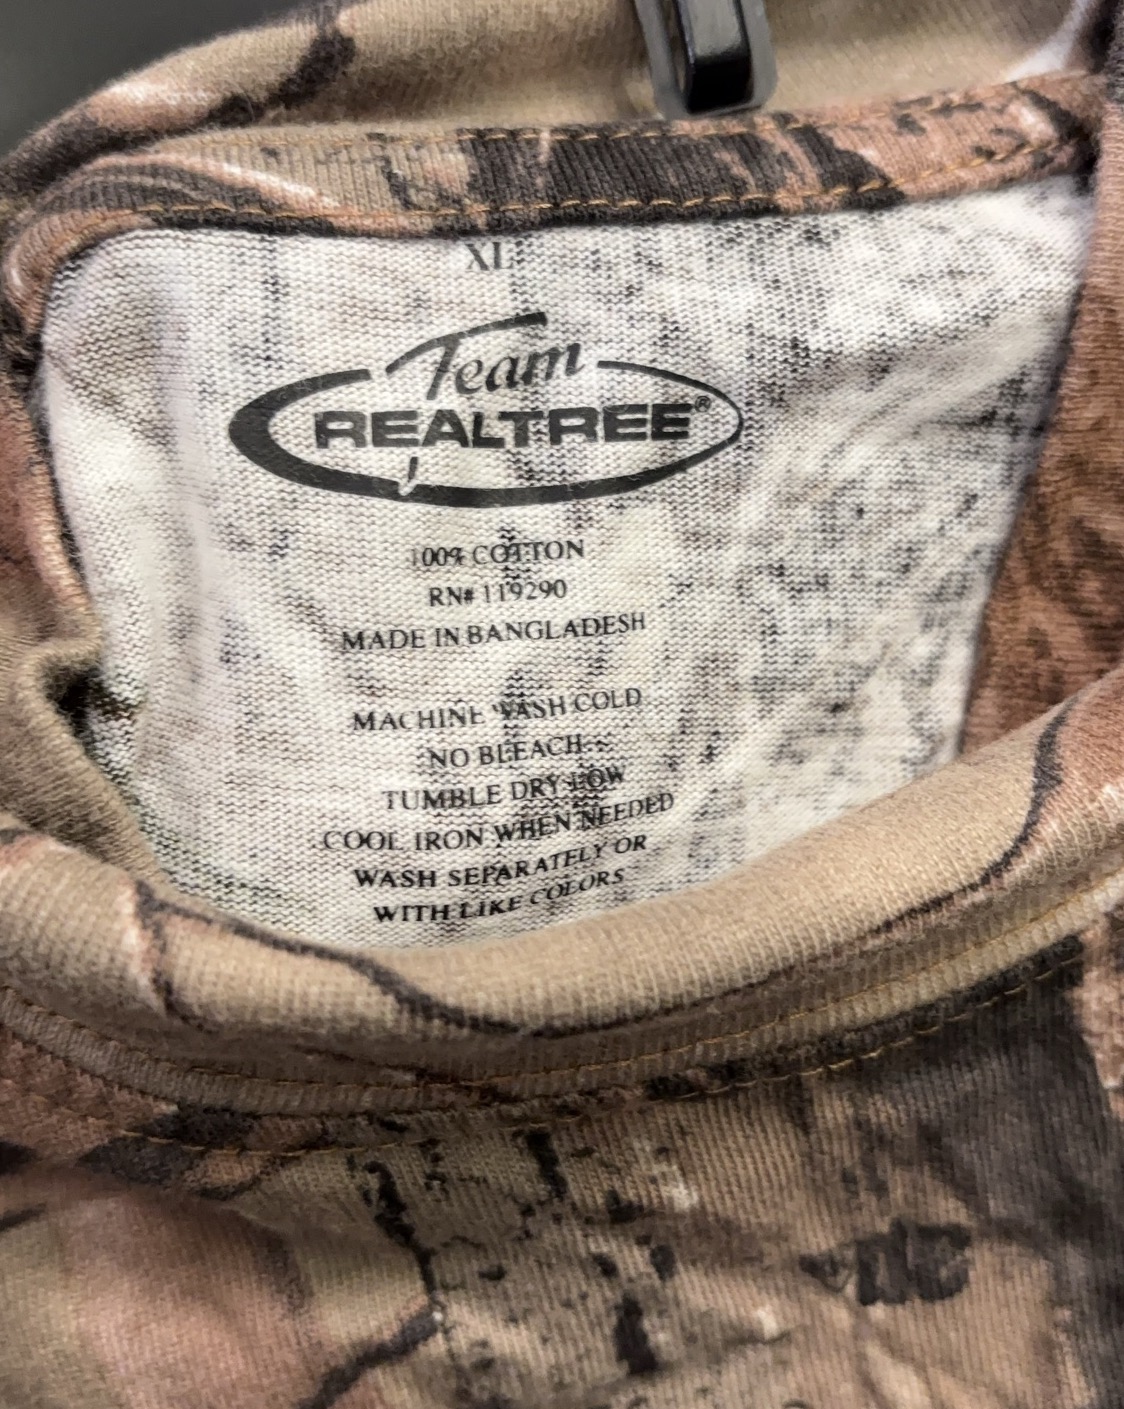 XL
Team
REALTREE®
100% COTTON
RN# 119290
MADE IN BANGLADESH
MACHINE WASH COLD
NO BLEACH
TUMBLE DRY LOW
COOL IRON WHEN NEEDED
WASH SEPARATELY OR
WITH LIKE COLORS